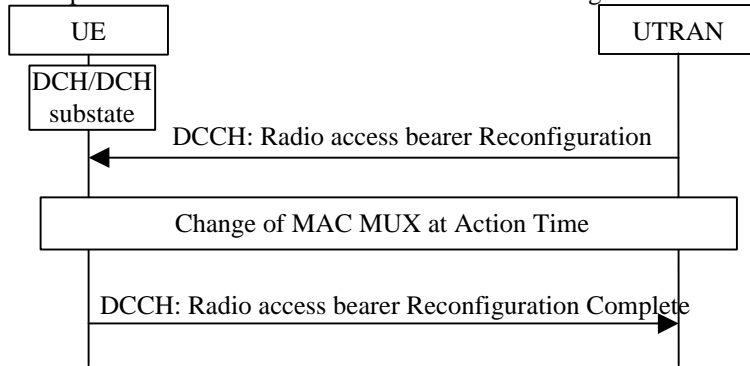 UE
UTRAN
DCH/DCH
substate
DCCH: Radio access bearer Reconfiguration
Change of MAC MUX at Action Time
DCCH: Radio access bearer Reconfiguration Complete